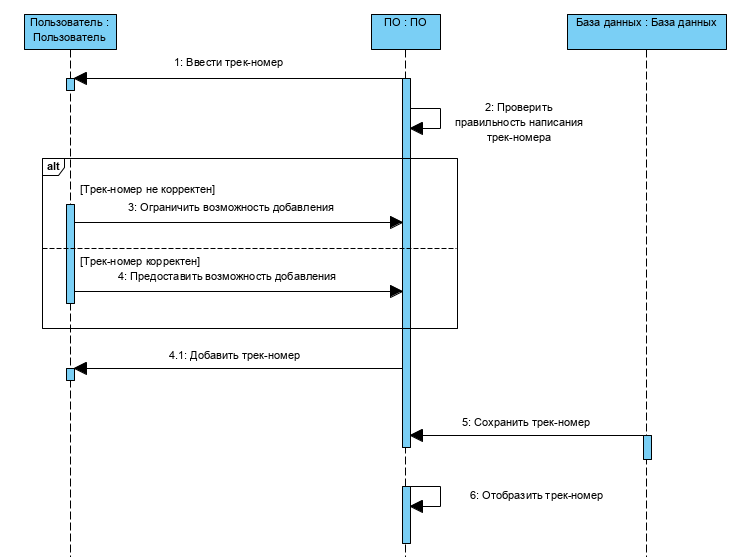 Пользователь :
Пользователь
ПО : ПО
База данных : База данных
1: Ввести трек-номер
2: Проверить
правильность написания
трек-номера
alt
[Трек-номер не корректен]
3: Ограничить возможность добавления
[Трек-номер корректен]
4: Предоставить возможность добавления
4.1: Добавить трек-номер
5: Сохранить трек-номер
6: Отобразить трек-номер